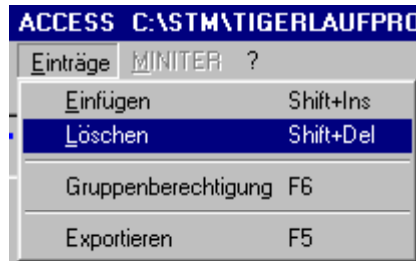 ACCESS C:\STM\TIGERLAUFPRO
Einträge MINITER ?
Einfügen Shift+Ins
Löschen Shift+Del
Gruppenberechtigung F6
Exportieren F5